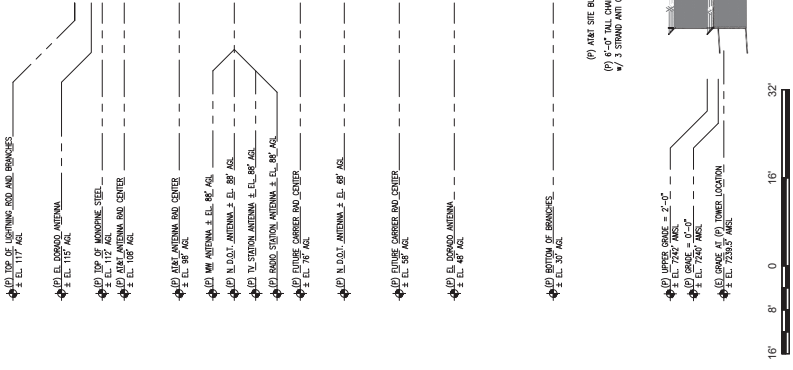 (P) TOP OF LIGHTNING ROD AND BRANCHES
± EL. 117' AGL
(P) EL DORADO ANTENNA
± EL. 115' AGL
(P) TOP OF MONOPINE STEEL
± EL. 112' AGL
(P) AT&T ANTENNA RAD CENTER
± EL. 108' AGL
(P) AT&T ANTENNA RAD CENTER
± EL. 98' AGL
(P) MW ANTENNA ± EL. 88' AGL
(P) N D.O.T. ANTENNA ± EL. 88' AGL
(P) TV STATION ANTENNA ± EL. 88' AGL
(P) RADIO STATION ANTENNA ± EL. 88' AGL
(P) FUTURE CARRIER RAD CENTER
± EL. 76' AGL
(P) N D.O.T. ANTENNA ± EL. 68' AGL
(P) FUTURE CARRIER RAD CENTER
± EL. 58' AGL
(P) EL DORADO ANTENNA
± EL. 48' AGL
(P) BOTTOM OF BRANCHES
± EL. 30' AGL
(P) AT&T SITE BU
(P) 6'-0" TALL CHAI
w/ 3 STRAND ANTI C
(P) UPPER GRADE = 2'-0"
± EL. 7242' AMSL
(P) GRADE = 0'-0"
± EL. 7240' AMSL
(E) GRADE AT (P) TOWER LOCATION
± EL. 7239.5' AMSL
16' 8' 0 16' 32'